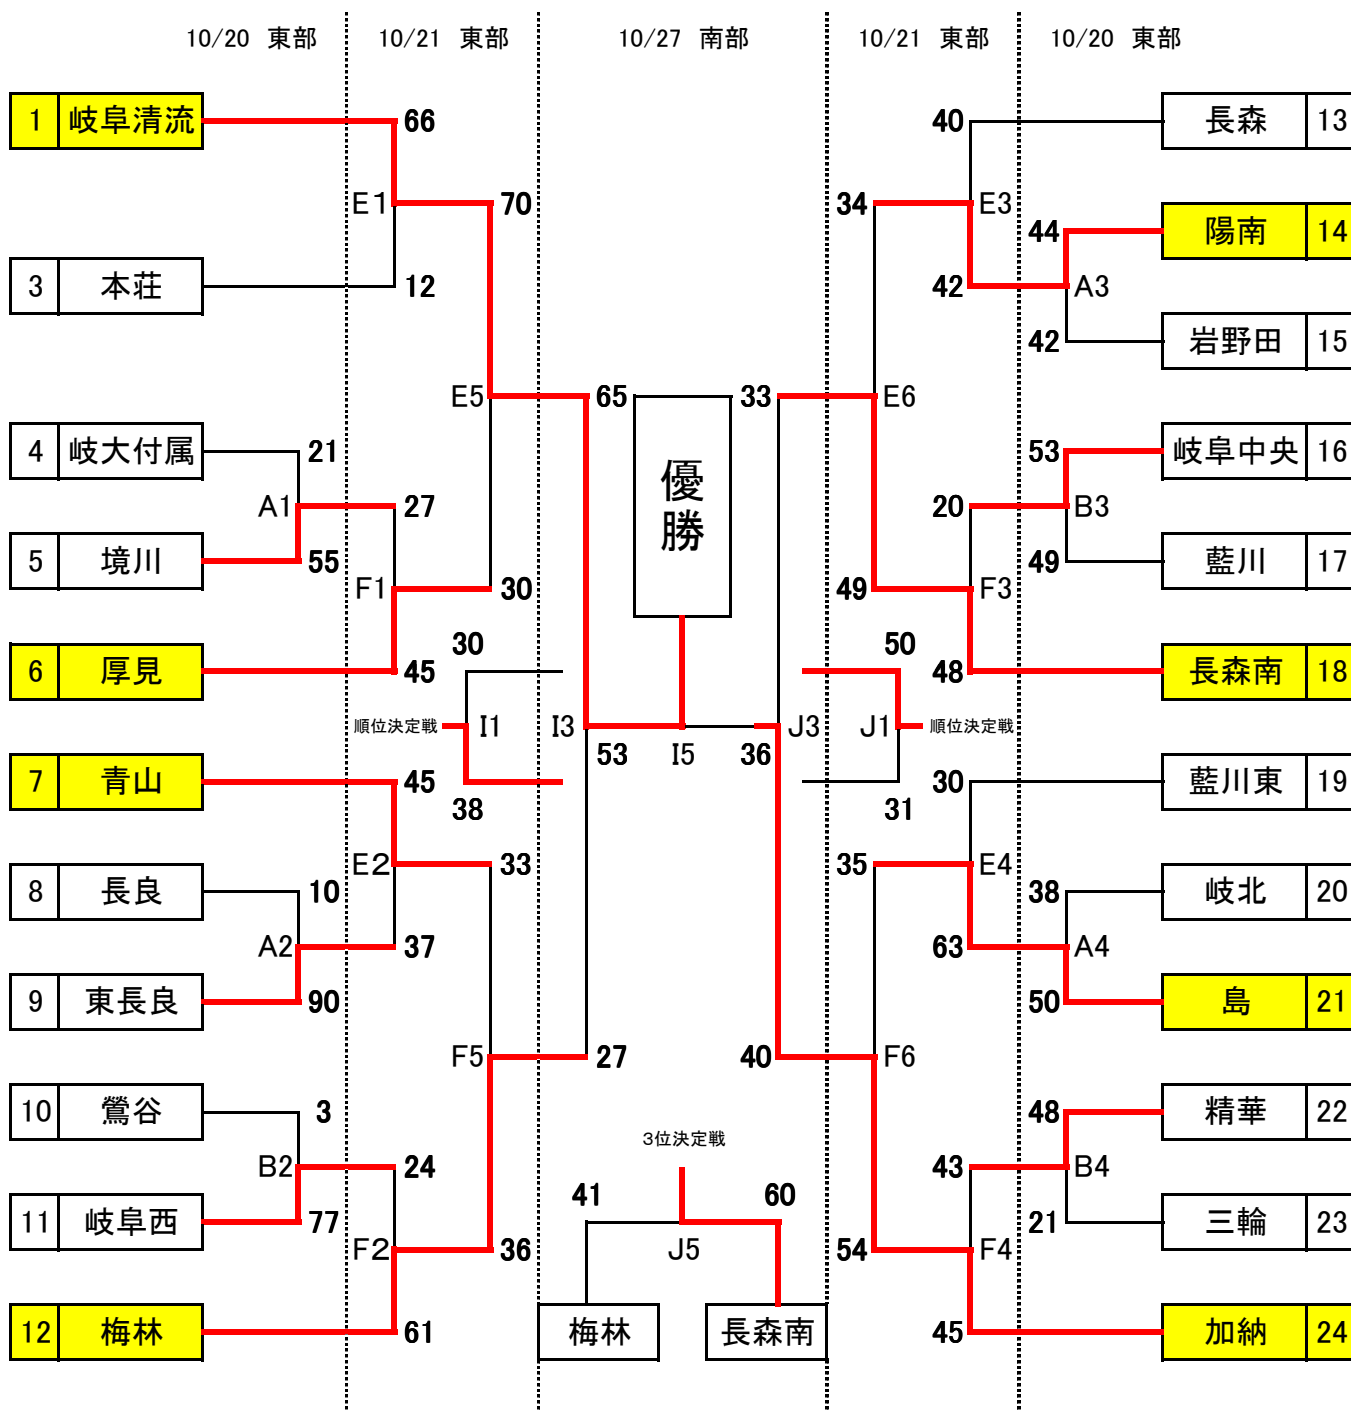 10/20 東部 10/21 東部 10/27 南部 10/21 東部 10/20 東部
1 岐阜清流 66 40 長森 13
E1 70 34 E3 44 陽南 14
3 本荘 12 42 A3
42 岩野田 15
E5 65 33 E6
4 岐大付属 21 優勝 53 岐阜中央 16
A1 27 20 B3
5 境川 55 49 藍川 17
F1 30 49 F3
30 50
6 厚見 45 48 長森南 18
順位決定戦 I1 I3 53 I5 36 J3 J1 順位決定戦
7 青山 45 38 31 30 藍川東 19
E2 33 35 E4
8 長良 10 38 岐北 20
A2 37 63 A4
9 東長良 90 50 島 21
F5 27 40 F6
10 鶯谷 3 48 精華 22
3位決定戦
B2 24 43 B4
41 60
11 岐阜西 77 21 三輪 23
F2 36 J5 54 F4
12 梅林 61 梅林 長森南 45 加納 24